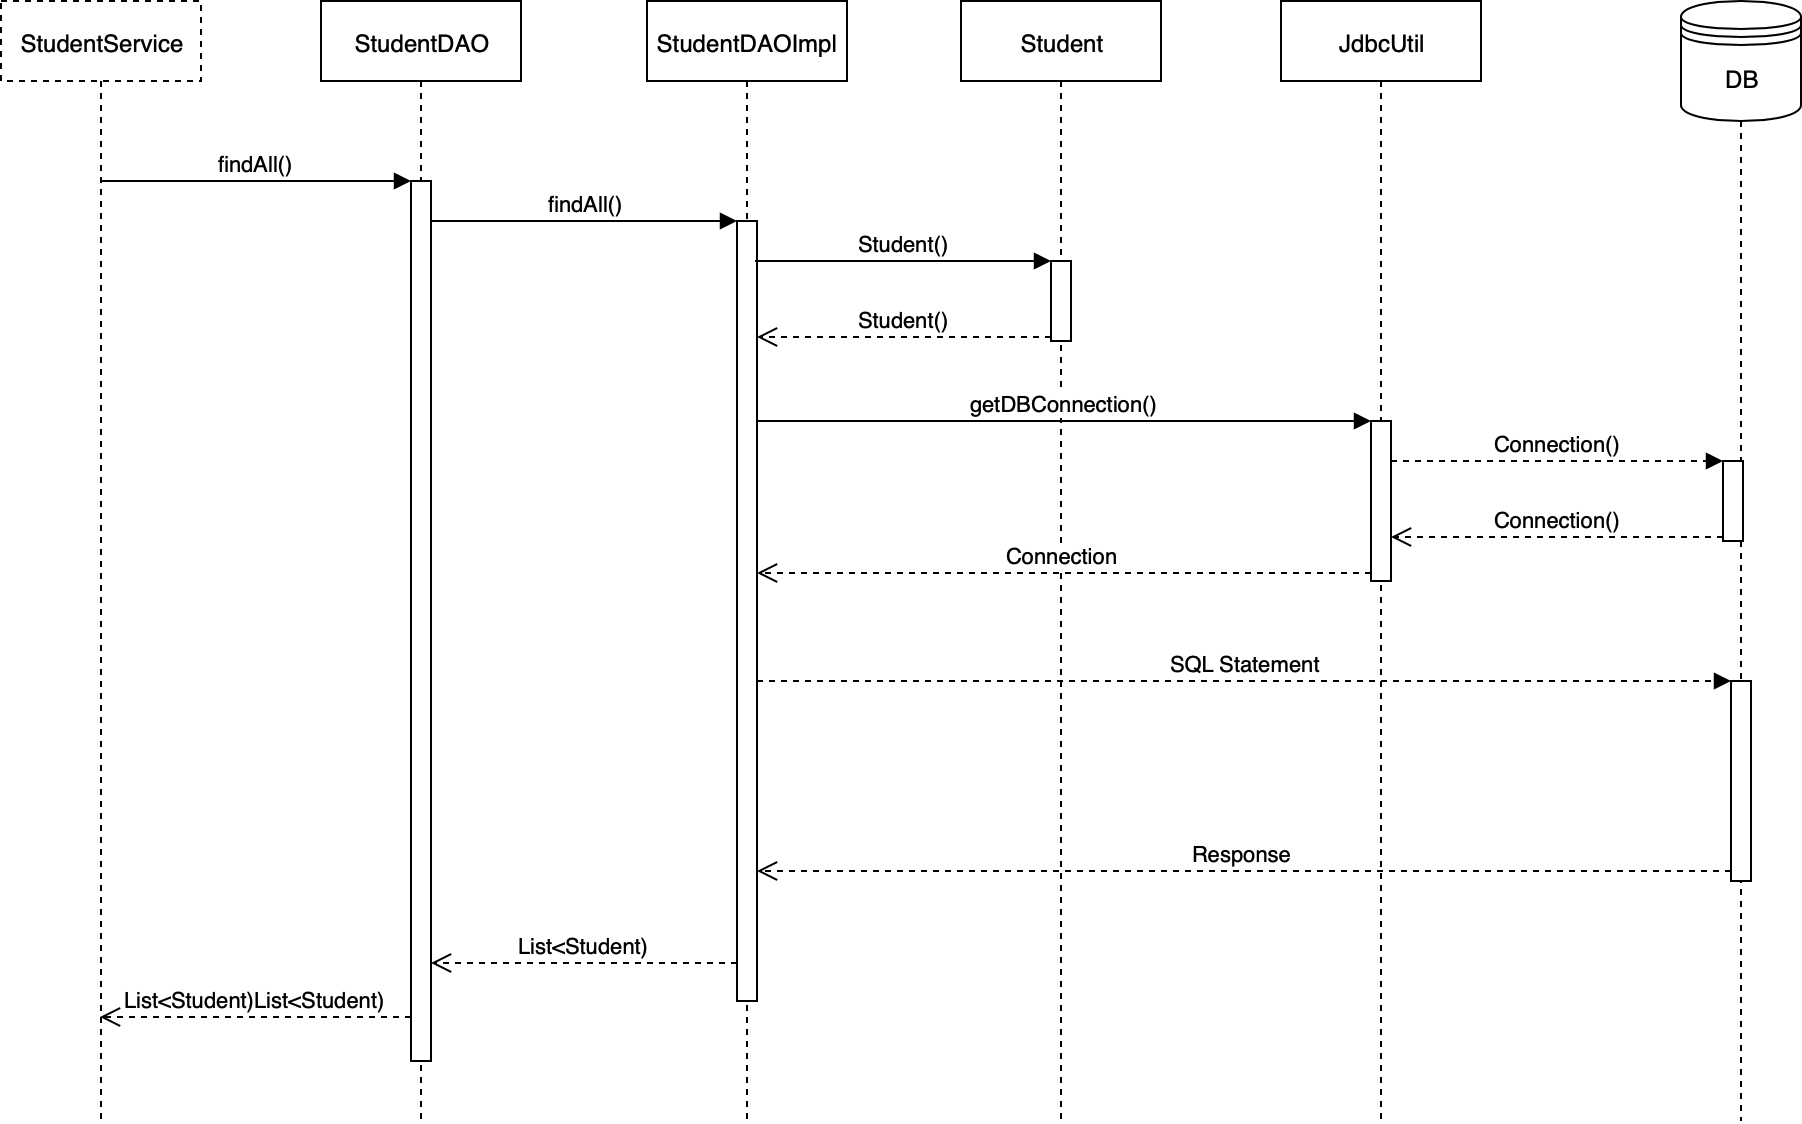 StudentService
StudentDAO
StudentDAOImpl
Student
JdbcUtil
DB
findAll()
findAll()
Student()
Student()
getDBConnection()
Connection()
Connection()
Connection
SQL Statement
Response
List<Student)
List<Student)List<Student)